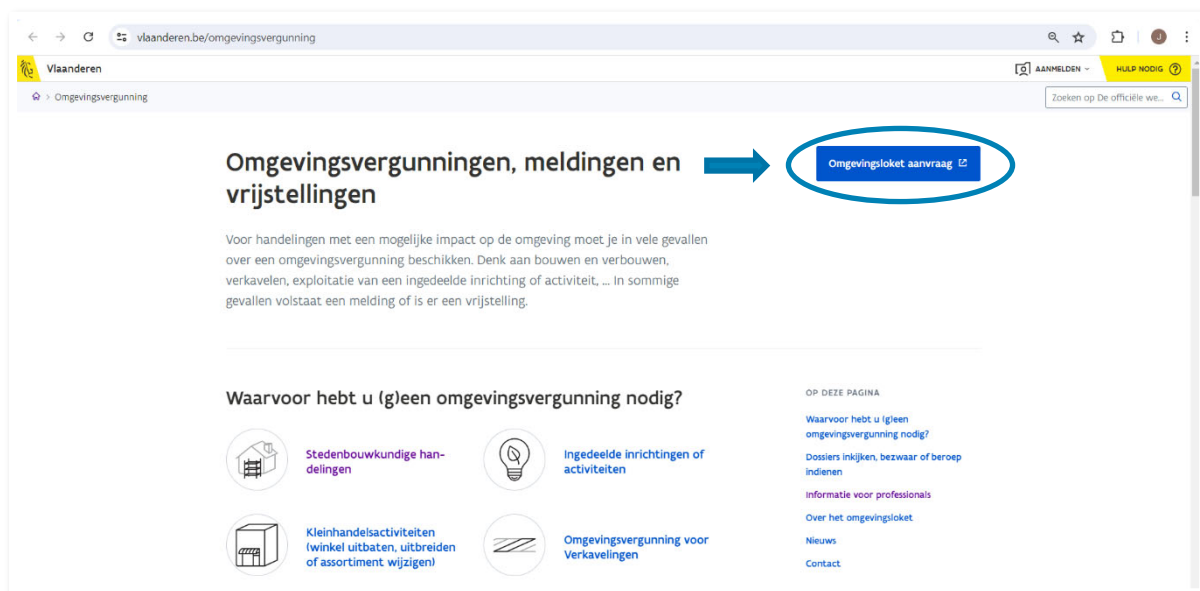 vlaanderen.be/omgevingsvergunning
Vlaanderen
AANMELDEN
HULP NODIG
Omgevingsvergunning
Zoeken op De officiële we...
Omgevingsvergunningen, meldingen en
vrijstellingen
Omgevingsloket aanvraag
Voor handelingen met een mogelijke impact op de omgeving moet je in vele gevallen
over een omgevingsvergunning beschikken. Denk aan bouwen en verbouwen,
verkavelen, exploitatie van een ingedeelde inrichting of activiteit, ... In sommige
gevallen volstaat een melding of is er een vrijstelling.
Waarvoor hebt u (g)een omgevingsvergunning nodig?
Stedenbouwkundige han-
delingen
Ingedeelde inrichtingen of
activiteiten
Kleinhandelsactiviteiten
(winkel uitbaten, uitbreiden
of assortiment wijzigen)
Omgevingsvergunning voor
Verkavelingen
OP DEZE PAGINA
Waarvoor hebt u (g)een
omgevingsvergunning nodig?
Dossiers inkijken, bezwaar of beroep
indienen
Informatie voor professionals
Over het omgevingsloket
Nieuws
Contact